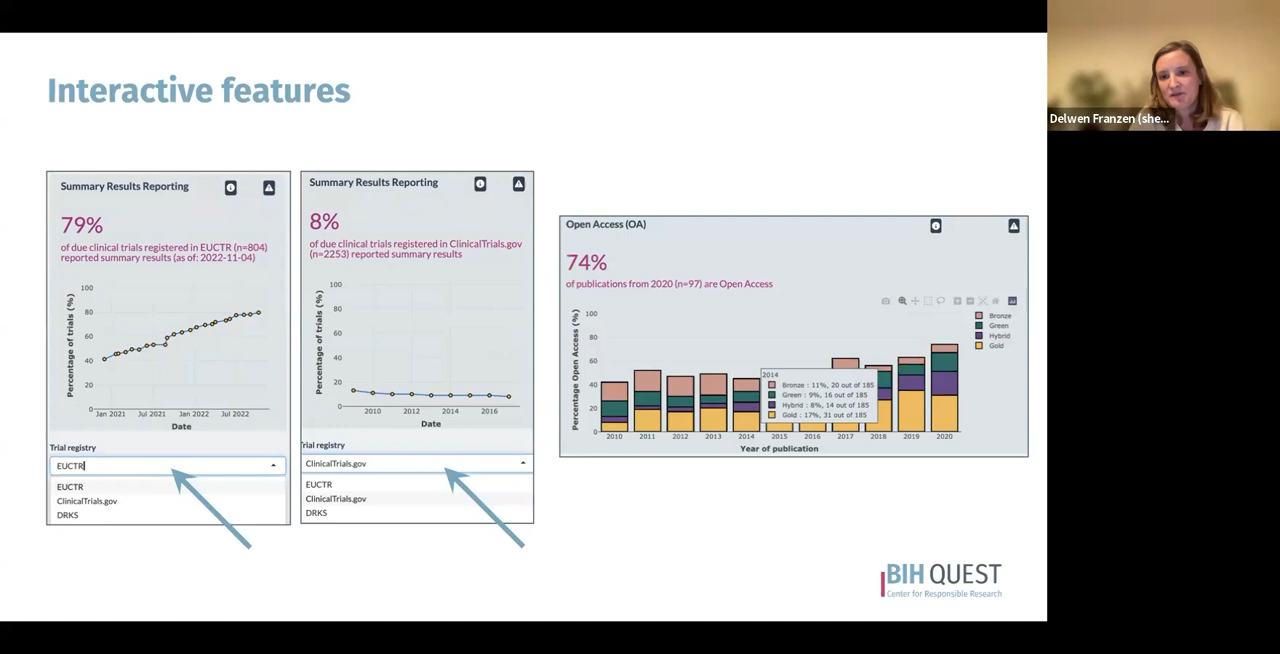 Interactive features
Delwen Franzen (she...
Summary Results Reporting
79%
of due clinical trials registered in EUCTR (n=804)
reported summary results (as of: 2022-11-04)
Percentage of trials (%)
100
80
60
40
20
0
Jan 2021 Jul 2021 Jan 2022 Jul 2022
Date
Trial registry
EUCTR
EUCTR
ClinicalTrials.gov
DRKS
Summary Results Reporting
8%
of due clinical trials registered in ClinicalTrials.gov
(n=2253) reported summary results
Percentage of trials (%)
100
80
60
40
20
0
2010 2012 2014 2016
Date
Trial registry
ClinicalTrials.gov
EUCTR
ClinicalTrials.gov
DRKS
Open Access (OA)
74%
of publications from 2020 (n=97) are Open Access
Percentage Open Access (%)
100
80
60
40
20
0
Bronze
Green
Hybrid
Gold
2014
Bronze : 11%, 20 out of 185
Green : 9%, 16 out of 185
Hybrid : 8%, 14 out of 185
Gold : 17%, 31 out of 185
2010 2011 2012 2013 2014 2015 2016 2017 2018 2019 2020
Year of publication
BIH QUEST
Center for Responsible Research